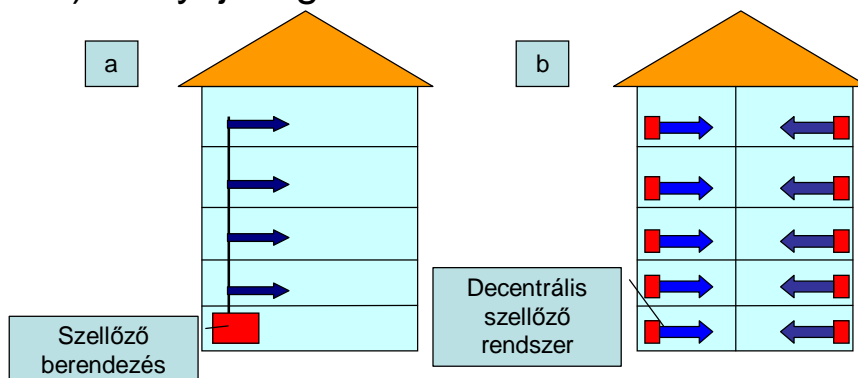 a
b
Szellőző
berendezés
Decentrális
szellőző
rendszer